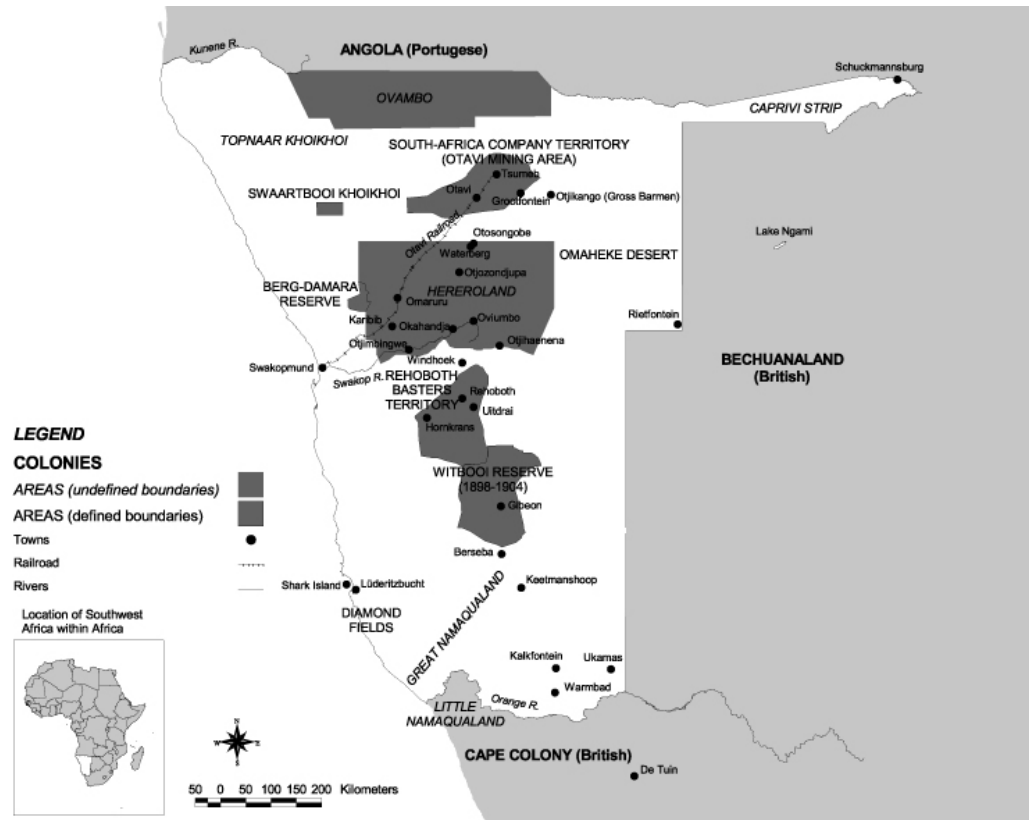 Kunene R.
ANGOLA (Portugese)
Schuckmannsburg
OVAMBO
CAPRIVI STRIP
TOPNAAR KHOIKHOI
SOUTH-AFRICA COMPANY TERRITORY
(OTAVI MINING AREA)
Tsumeb
SWAARTBOOI KHOIKHOI
Otavi
Grootfontein
Otjikango (Gross Barmen)
Otavi Railroad
Otosongobe
Waterberg
OMAHEKE DESERT
Lake Ngami
Otjozondjupa
BERG-DAMARA
RESERVE
HEREROLAND
Omaruru
Karibib
Okahandja
Oviumbo
Rietfontein
Otjimbingwe
Otjihaenena
Windhoek
BECHUANALAND
(British)
Swakopmund
Swakop R.
REHOBOTH
BASTERS
TERRITORY
Rehoboth
Uitdrai
Hornkrans
LEGEND
COLONIES
AREAS (undefined boundaries)
AREAS (defined boundaries)
Towns
Railroad
Rivers
WITBOOI RESERVE
(1898-1904)
Gibeon
Berseba
Shark Island
Lüderitzbucht
Keetmanshoop
DIAMOND
FIELDS
GREAT NAMAQUALAND
Location of Southwest
Africa within Africa
Kalkfontein
Ukamas
Warmbad
Orange R.
LITTLE
NAMAQUALAND
CAPE COLONY (British)
De Tuin
N
W
E
S
50 0 50 100 150 200 Kilometers